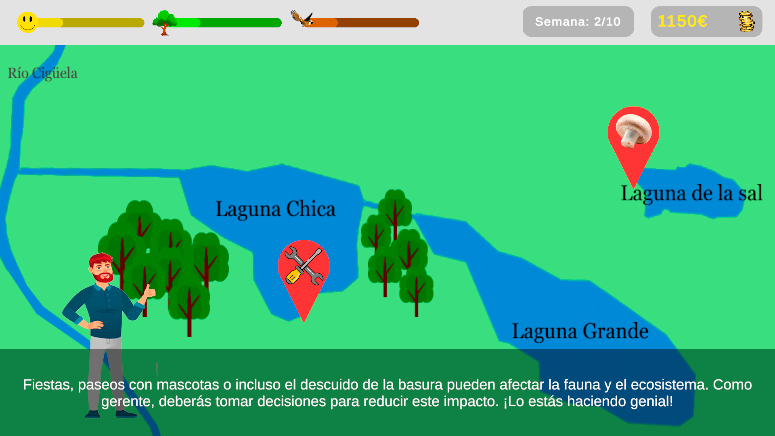 Semana: 2/10
1150€
Río Cigüela
Laguna Chica
Laguna de la sal
Laguna Grande
Fiestas, paseos con mascotas o incluso el descuido de la basura pueden afectar la fauna y el ecosistema. Como
gerente, deberás tomar decisiones para reducir este impacto. ¡Lo estás haciendo genial!